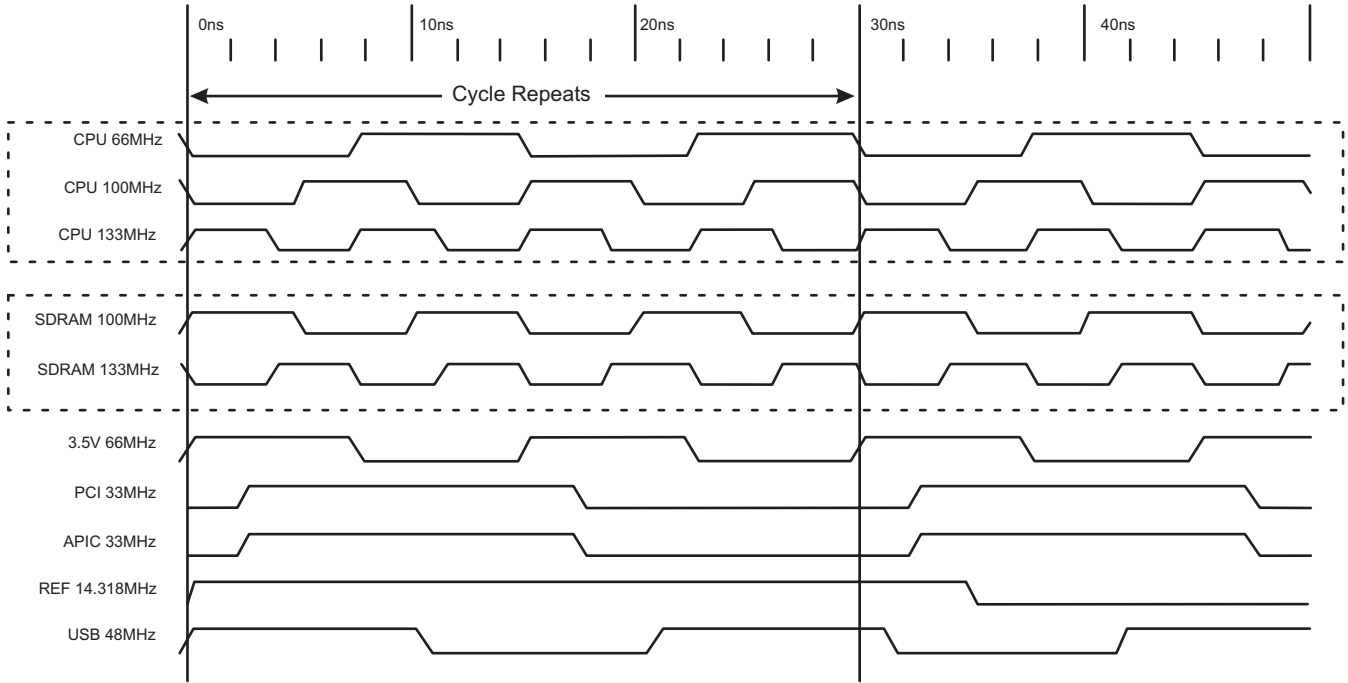 0ns 10ns 20ns 30ns 40ns
Cycle Repeats
CPU 66MHz
CPU 100MHz
CPU 133MHz
SDRAM 100MHz
SDRAM 133MHz
3.5V 66MHz
PCI 33MHz
APIC 33MHz
REF 14.318MHz
USB 48MHz